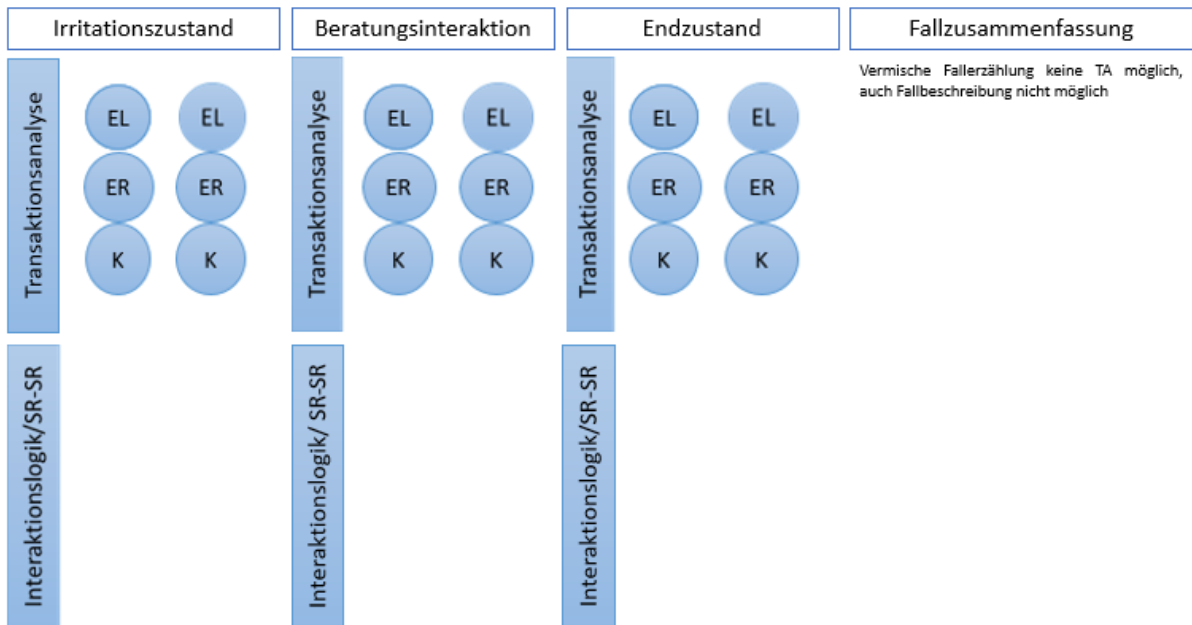 Irritationszustand
Beratungsinteraktion
Endzustand
Fallzusammenfassung
Transaktionsanalyse
EL EL
ER ER
K K
Transaktionsanalyse
EL EL
ER ER
K K
Transaktionsanalyse
EL EL
ER ER
K K
Vermische Fallerzählung keine TA möglich,
auch Fallbeschreibung nicht möglich
Interaktionslogik/SR-SR
Interaktionslogik/ SR-SR
Interaktionslogik/SR-SR